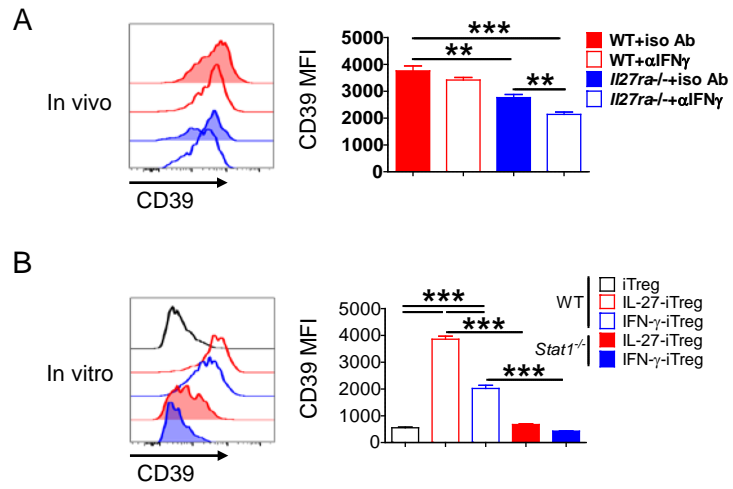 A
In vivo
CD39
CD39 MFI
5000
4000
3000
2000
1000
0
***
**
**
WT+iso Ab
WT+αIFNγ
Il27ra-/-+iso Ab
Il27ra-/-+αIFNγ
B
In vitro
CD39
CD39 MFI
5000
4000
3000
2000
1000
0
***
***
***
WT
Stat1-/-
iTreg
IL-27-iTreg
IFN-γ-iTreg
IL-27-iTreg
IFN-γ-iTreg